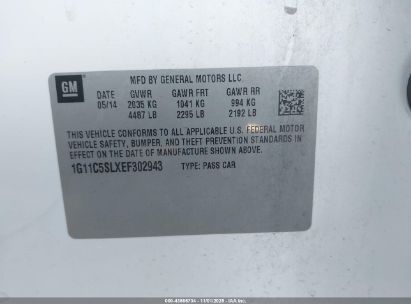 GM
MFD BY GENERAL MOTORS LLC
DATE GVWR GAWR FRT GAWR RR
05/14 2035 KG 1041 KG 994 KG
4487 LB 2295 LB 2192 LB
THIS VEHICLE CONFORMS TO ALL APPLICABLE U.S. FEDERAL MOTOR
VEHICLE SAFETY, BUMPER, AND THEFT PREVENTION STANDARDS IN
EFFECT ON THE DATE OF MANUFACTURE SHOWN ABOVE.
1G11C5SLXEF302943 TYPE: PASS CAR